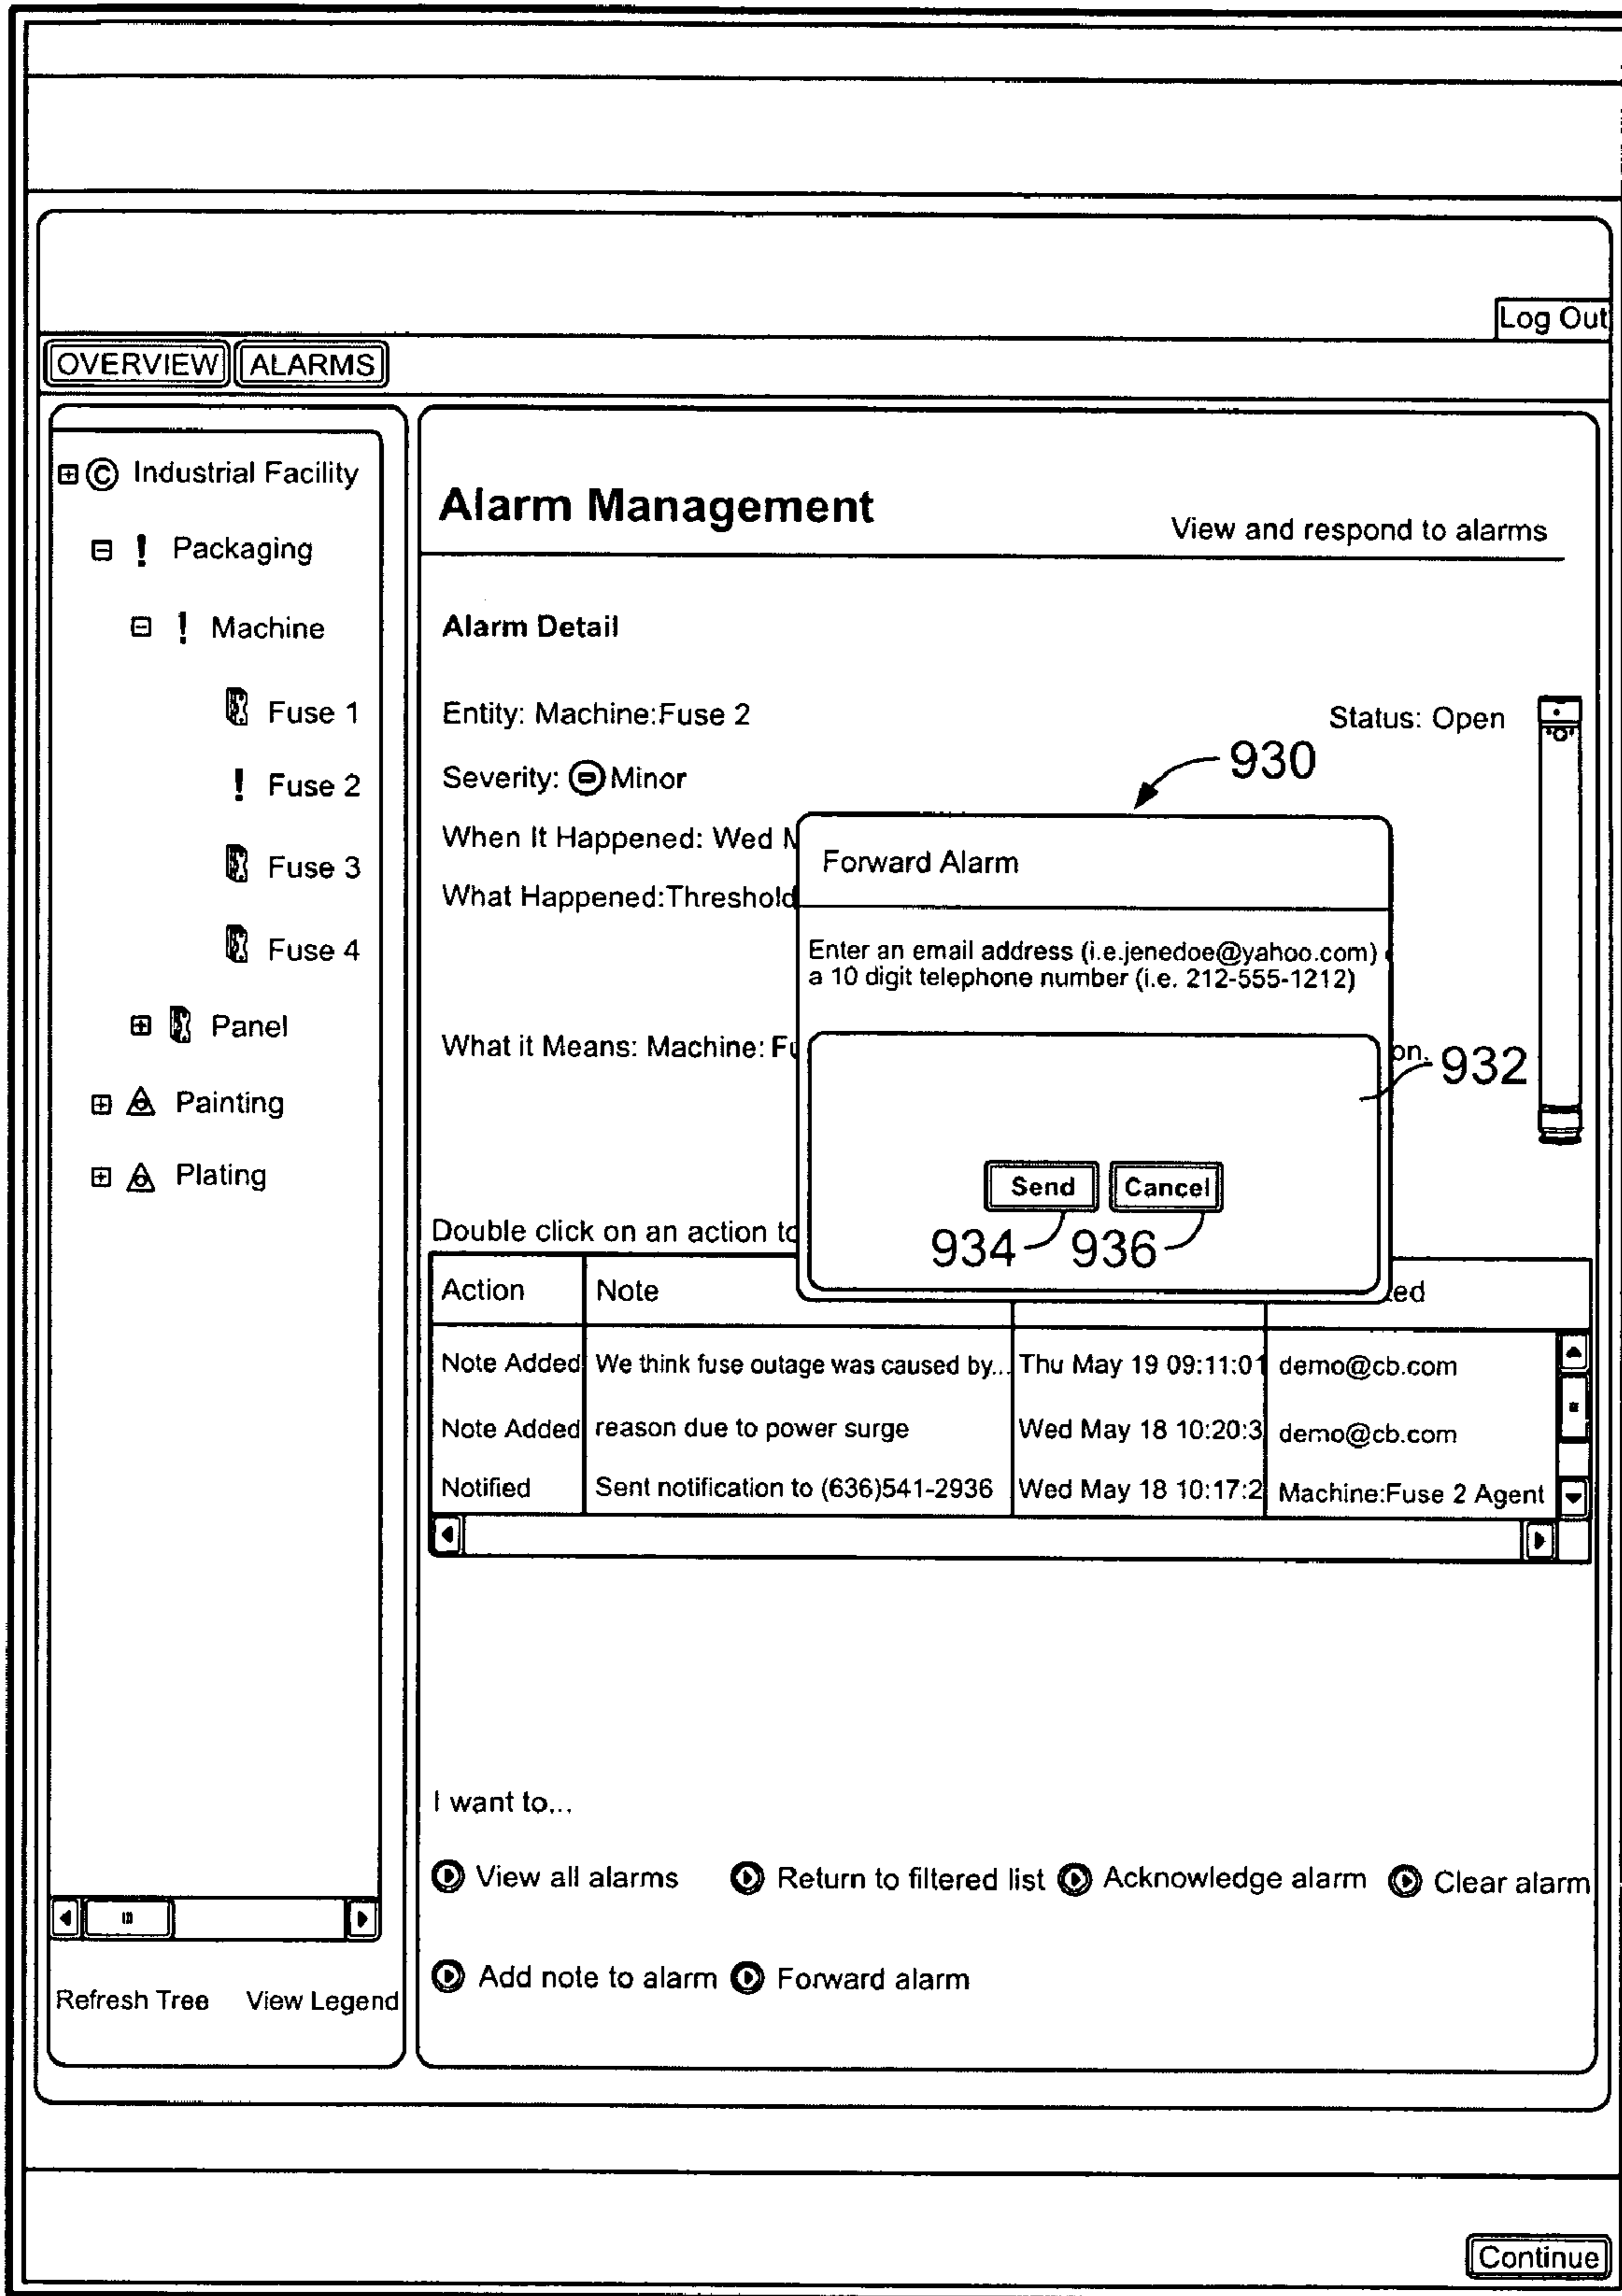 Log Out
OVERVIEW ALARMS
Industrial Facility
Packaging
Machine
Fuse 1
Fuse 2
Fuse 3
Fuse 4
Panel
Painting
Plating
Refresh Tree View Legend
Alarm Management
View and respond to alarms
Alarm Detail
Entity: Machine:Fuse 2
Status: Open
Severity: Minor
930
When It Happened: Wed
What Happened:Threshold
What it Means: Machine:
on.
Forward Alarm
Enter an email address (i.e.jenedoe@yahoo.com)
a 10 digit telephone number (i.e. 212-555-1212)
932
Send Cancel
934 936
Double click on an action to
Action Note ted
Note Added We think fuse outage was caused by... Thu May 19 09:11:01 demo@cb.com
Note Added reason due to power surge Wed May 18 10:20:3 demo@cb.com
Notified Sent notification to (636)541-2936 Wed May 18 10:17:2 Machine:Fuse 2 Agent
I want to...
View all alarms Return to filtered list Acknowledge alarm Clear alarm
Add note to alarm Forward alarm
Continue